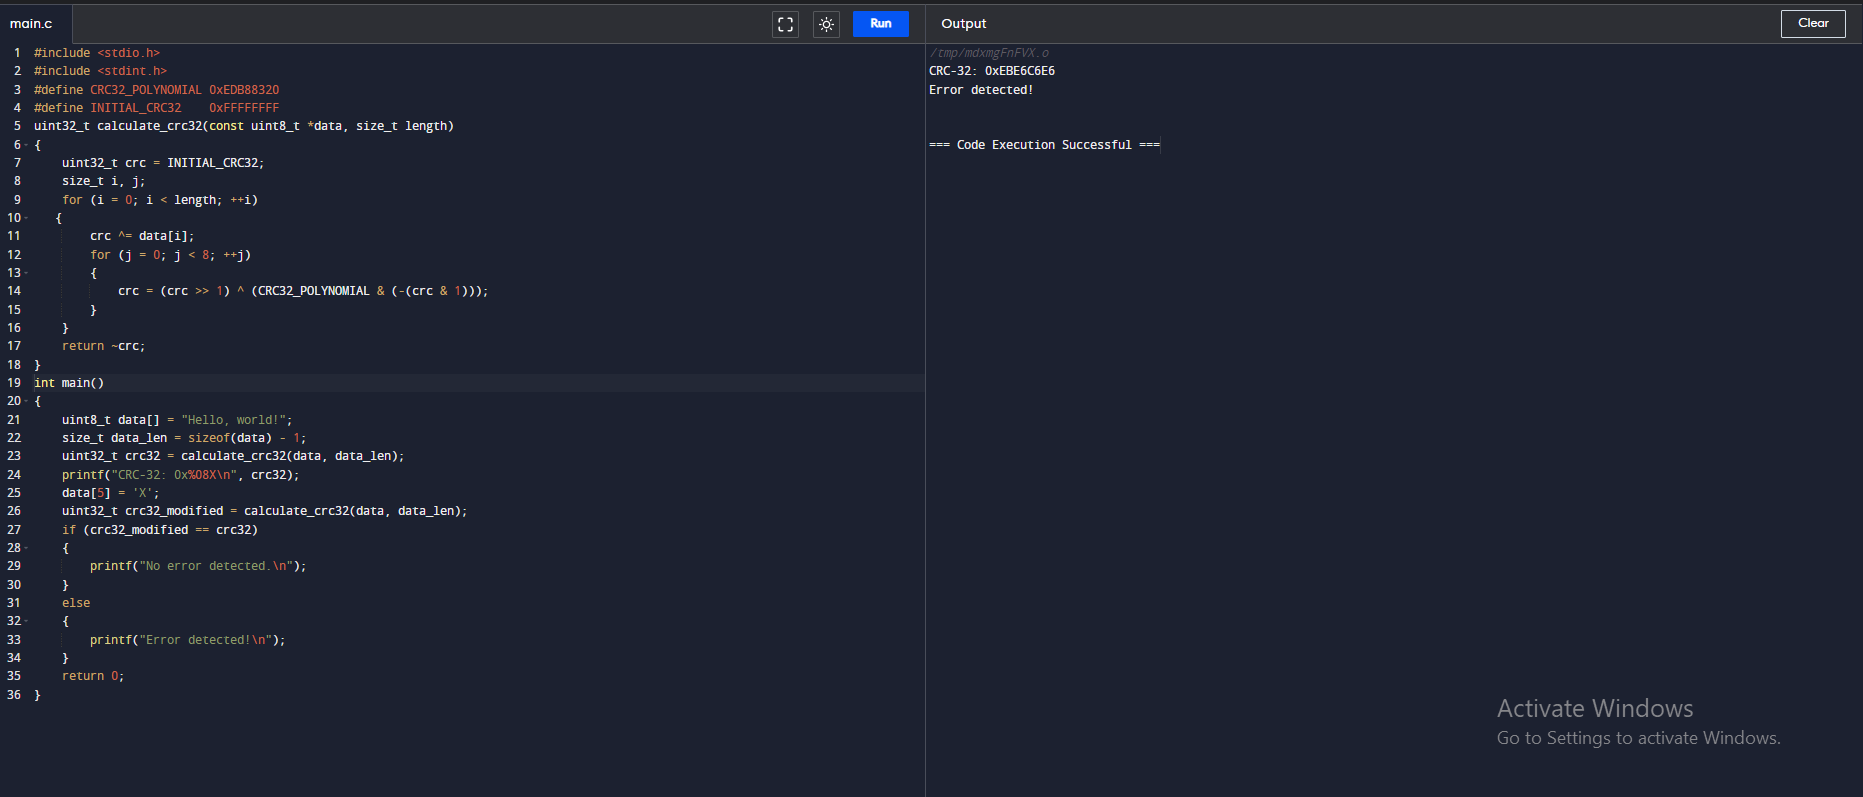 main.c
Run
Output
Clear
1 #include <stdio.h>
2 #include <stdint.h>
3 #define CRC32_POLYNOMIAL 0xEDB88320
4 #define INITIAL_CRC32    0xFFFFFFFF
5 uint32_t calculate_crc32(const uint8_t *data, size_t length)
6 {
7     uint32_t crc = INITIAL_CRC32;
8     size_t i, j;
9     for (i = 0; i < length; ++i)
10    {
11         crc ^= data[i];
12         for (j = 0; j < 8; ++j)
13         {
14             crc = (crc >> 1) ^ (CRC32_POLYNOMIAL & (-(crc & 1)));
15         }
16     }
17     return ~crc;
18 }
19 int main()
20 {
21     uint8_t data[] = "Hello, world!";
22     size_t data_len = sizeof(data) - 1;
23     uint32_t crc32 = calculate_crc32(data, data_len);
24     printf("CRC-32: 0x%08X\n", crc32);
25     data[5] = 'X';
26     uint32_t crc32_modified = calculate_crc32(data, data_len);
27     if (crc32_modified == crc32)
28     {
29         printf("No error detected.\n");
30     }
31     else
32     {
33         printf("Error detected!\n");
34     }
35     return 0;
36 }
/tmp/mdxmgFnFVX.o
CRC-32: 0xEBE6C6E6
Error detected!
=== Code Execution Successful ===
Activate Windows
Go to Settings to activate Windows.